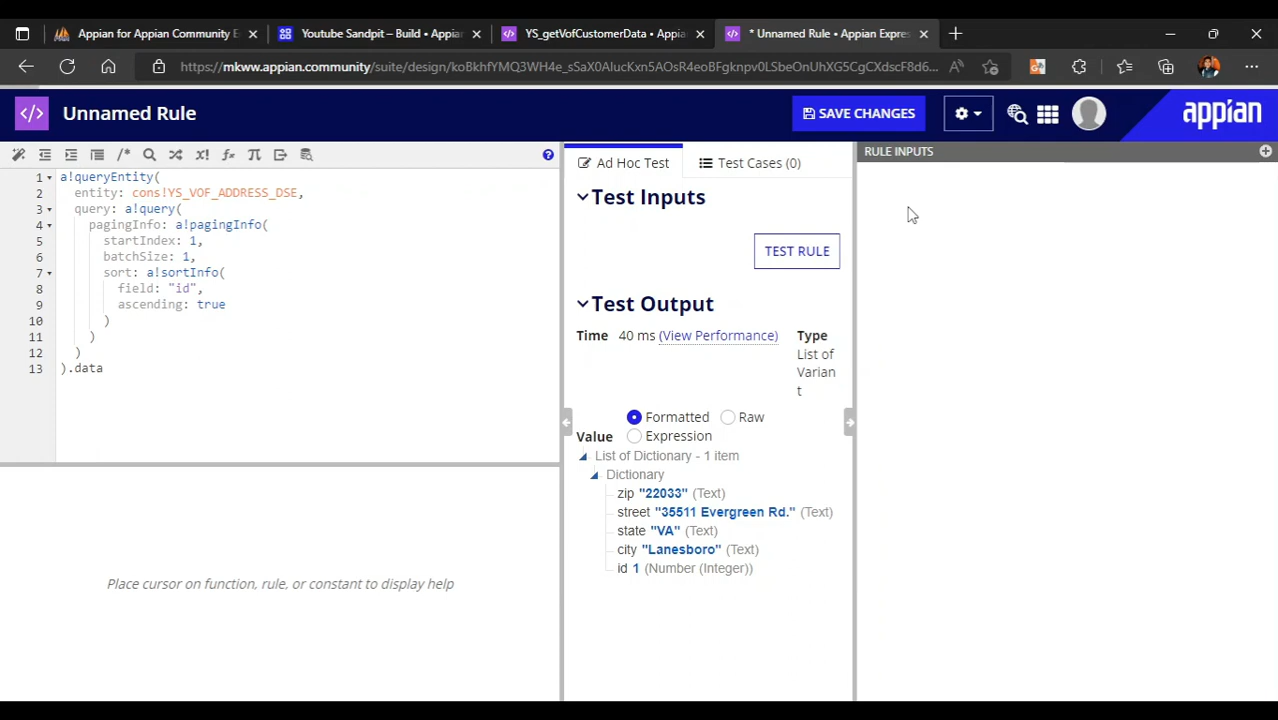 Appian for Appian Community E
Youtube Sandpit – Build • Appian
YS_getVofCustomerData • Appia
* Unnamed Rule • Appian Expres
https://mkww.appian.community/suite/design/koBkhfYMQ3WH4e_sSaX0AlucKxn5AOsR4eoBFgknpv0LSbeOnUhXG5CgCXdscF8d6...
</> Unnamed Rule
SAVE CHANGES
appian
1 a!queryEntity(
2 entity: cons!YS_VOF_ADDRESS_DSE,
3 query: a!query(
4 pagingInfo: a!pagingInfo(
5 startIndex: 1,
6 batchSize: 1,
7 sort: a!sortInfo(
8 field: "id",
9 ascending: true
10 )
11 )
12 )
13 ).data
Place cursor on function, rule, or constant to display help
Ad Hoc Test
Test Cases (0)
Test Inputs
TEST RULE
Test Output
Time 40 ms (View Performance)
Type
List of
Varian
t
Value
Formatted Raw
Expression
List of Dictionary - 1 item
Dictionary
zip "22033" (Text)
street "35511 Evergreen Rd." (Text)
state "VA" (Text)
city "Lanesboro" (Text)
id 1 (Number (Integer))
RULE INPUTS